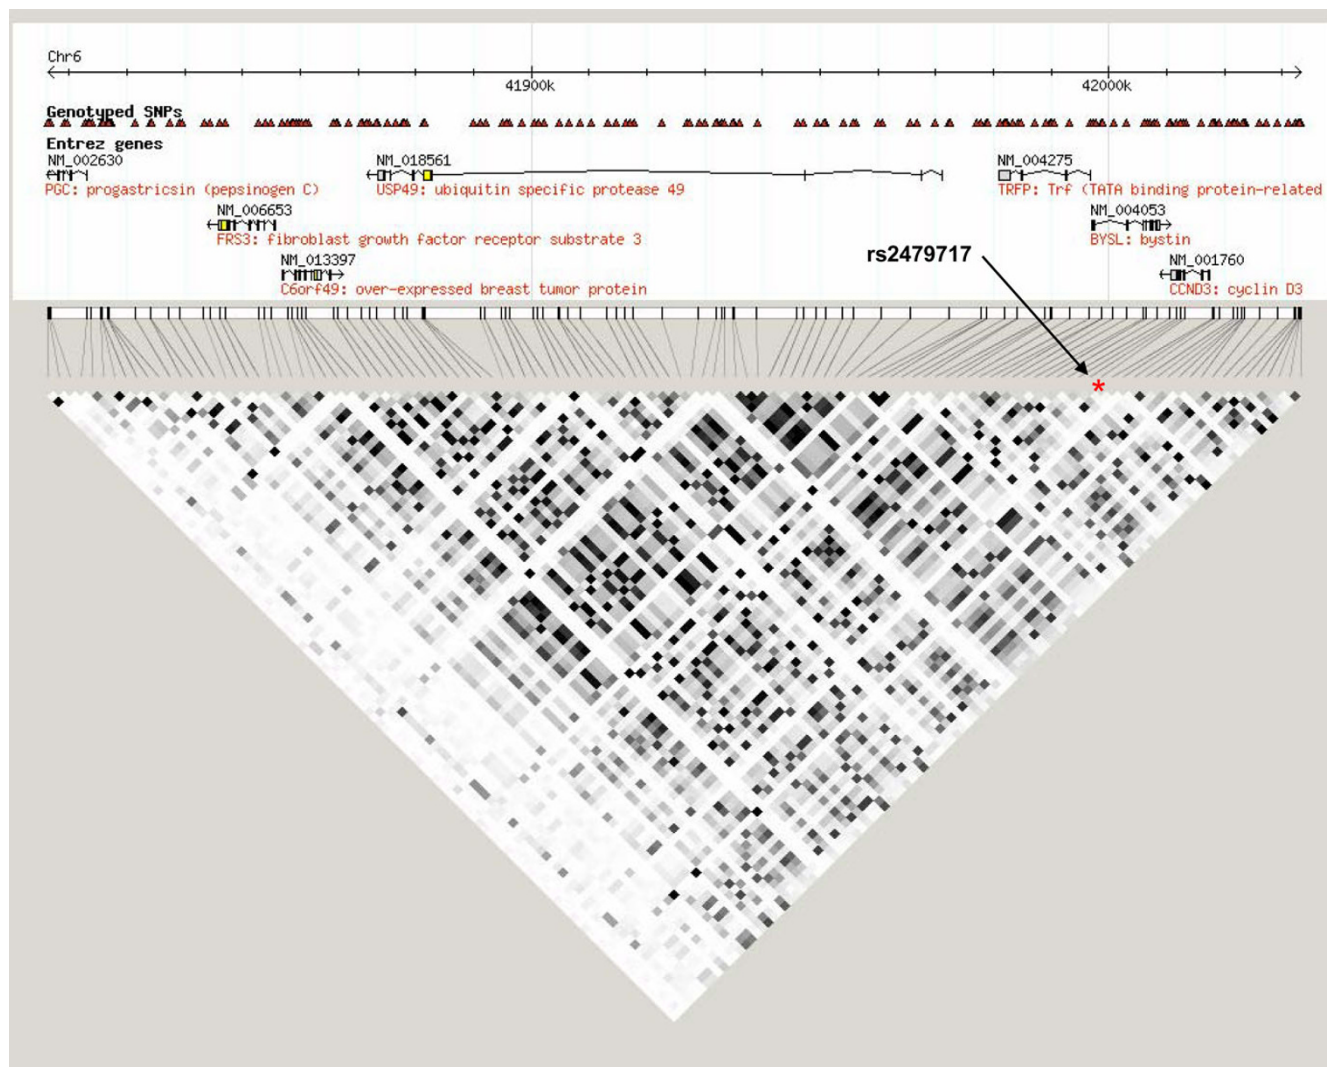 Chr6
41900k 42000k
Genotyped SNPs
Entrez genes
NM_002630 NM_018561 NM_004275
PGC: progastricsin (pepsinogen C) USP49: ubiquitin specific protease 49 TRFP: Trf (TATA binding protein-related
NM_006653 NM_004053
FRS3: fibroblast growth factor receptor substrate 3 BYSL: bystin
rs2479717
NM_013397 NM_001760
C6orf49: over-expressed breast tumor protein CCND3: cyclin D3
*